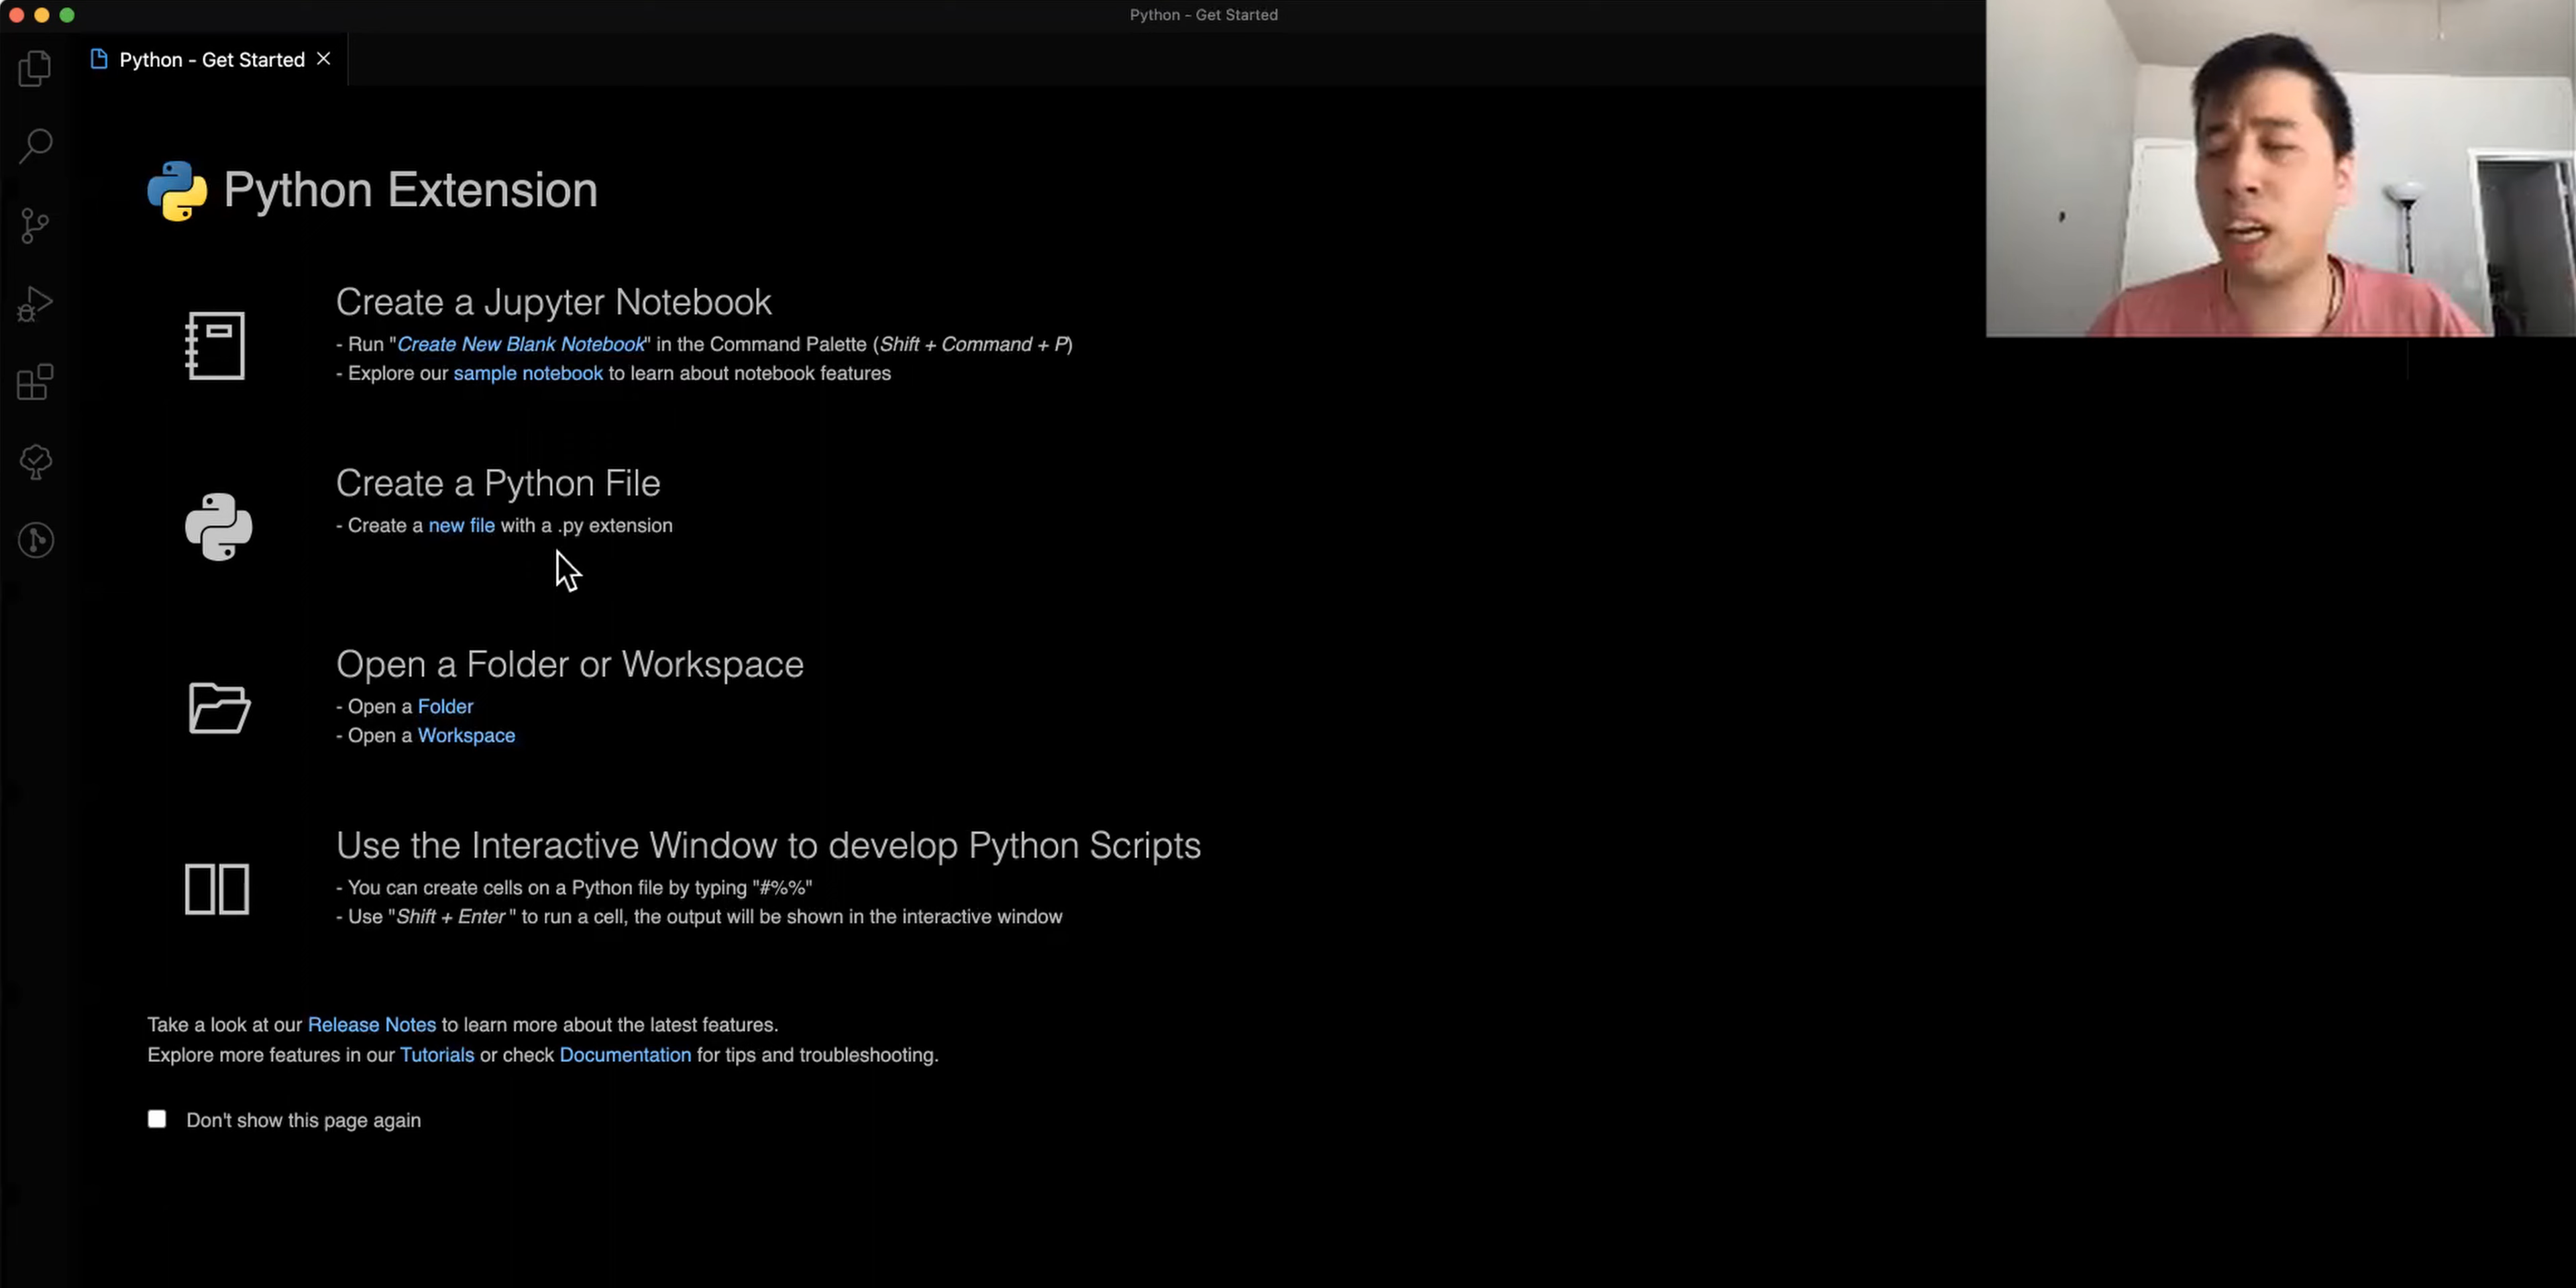 Python - Get Started
Python - Get Started
Python Extension
Create a Jupyter Notebook
- Run "Create New Blank Notebook" in the Command Palette (Shift + Command + P)
- Explore our sample notebook to learn about notebook features
Create a Python File
- Create a new file with a .py extension
Open a Folder or Workspace
- Open a Folder
- Open a Workspace
Use the Interactive Window to develop Python Scripts
- You can create cells on a Python file by typing "#%%"
- Use "Shift + Enter " to run a cell, the output will be shown in the interactive window
Take a look at our Release Notes to learn more about the latest features.
Explore more features in our Tutorials or check Documentation for tips and troubleshooting.
Don't show this page again